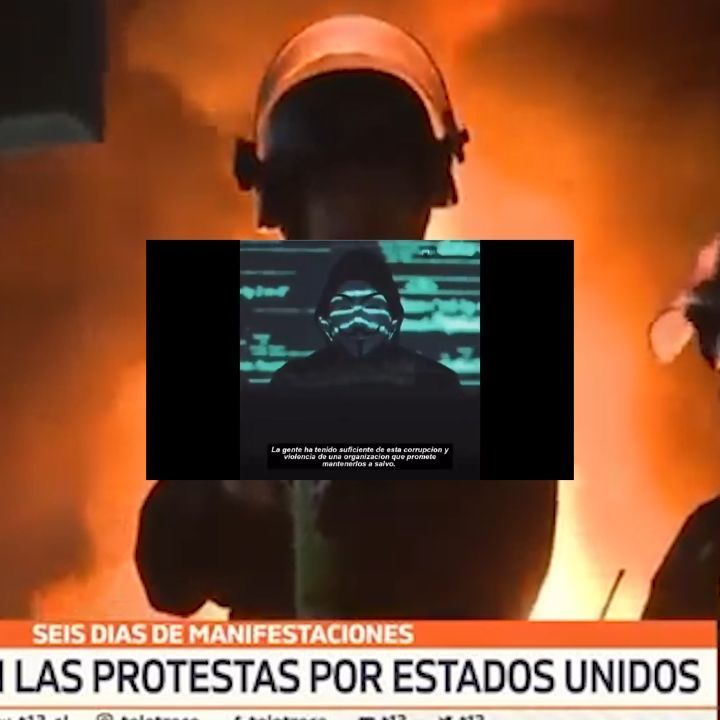 La gente ha tenido suficiente de esta corrupcion y
violencia de una organizacion que promete
mantenerlos a salvo.
SEIS DIAS DE MANIFESTACIONES
LAS PROTESTAS POR ESTADOS UNIDOS